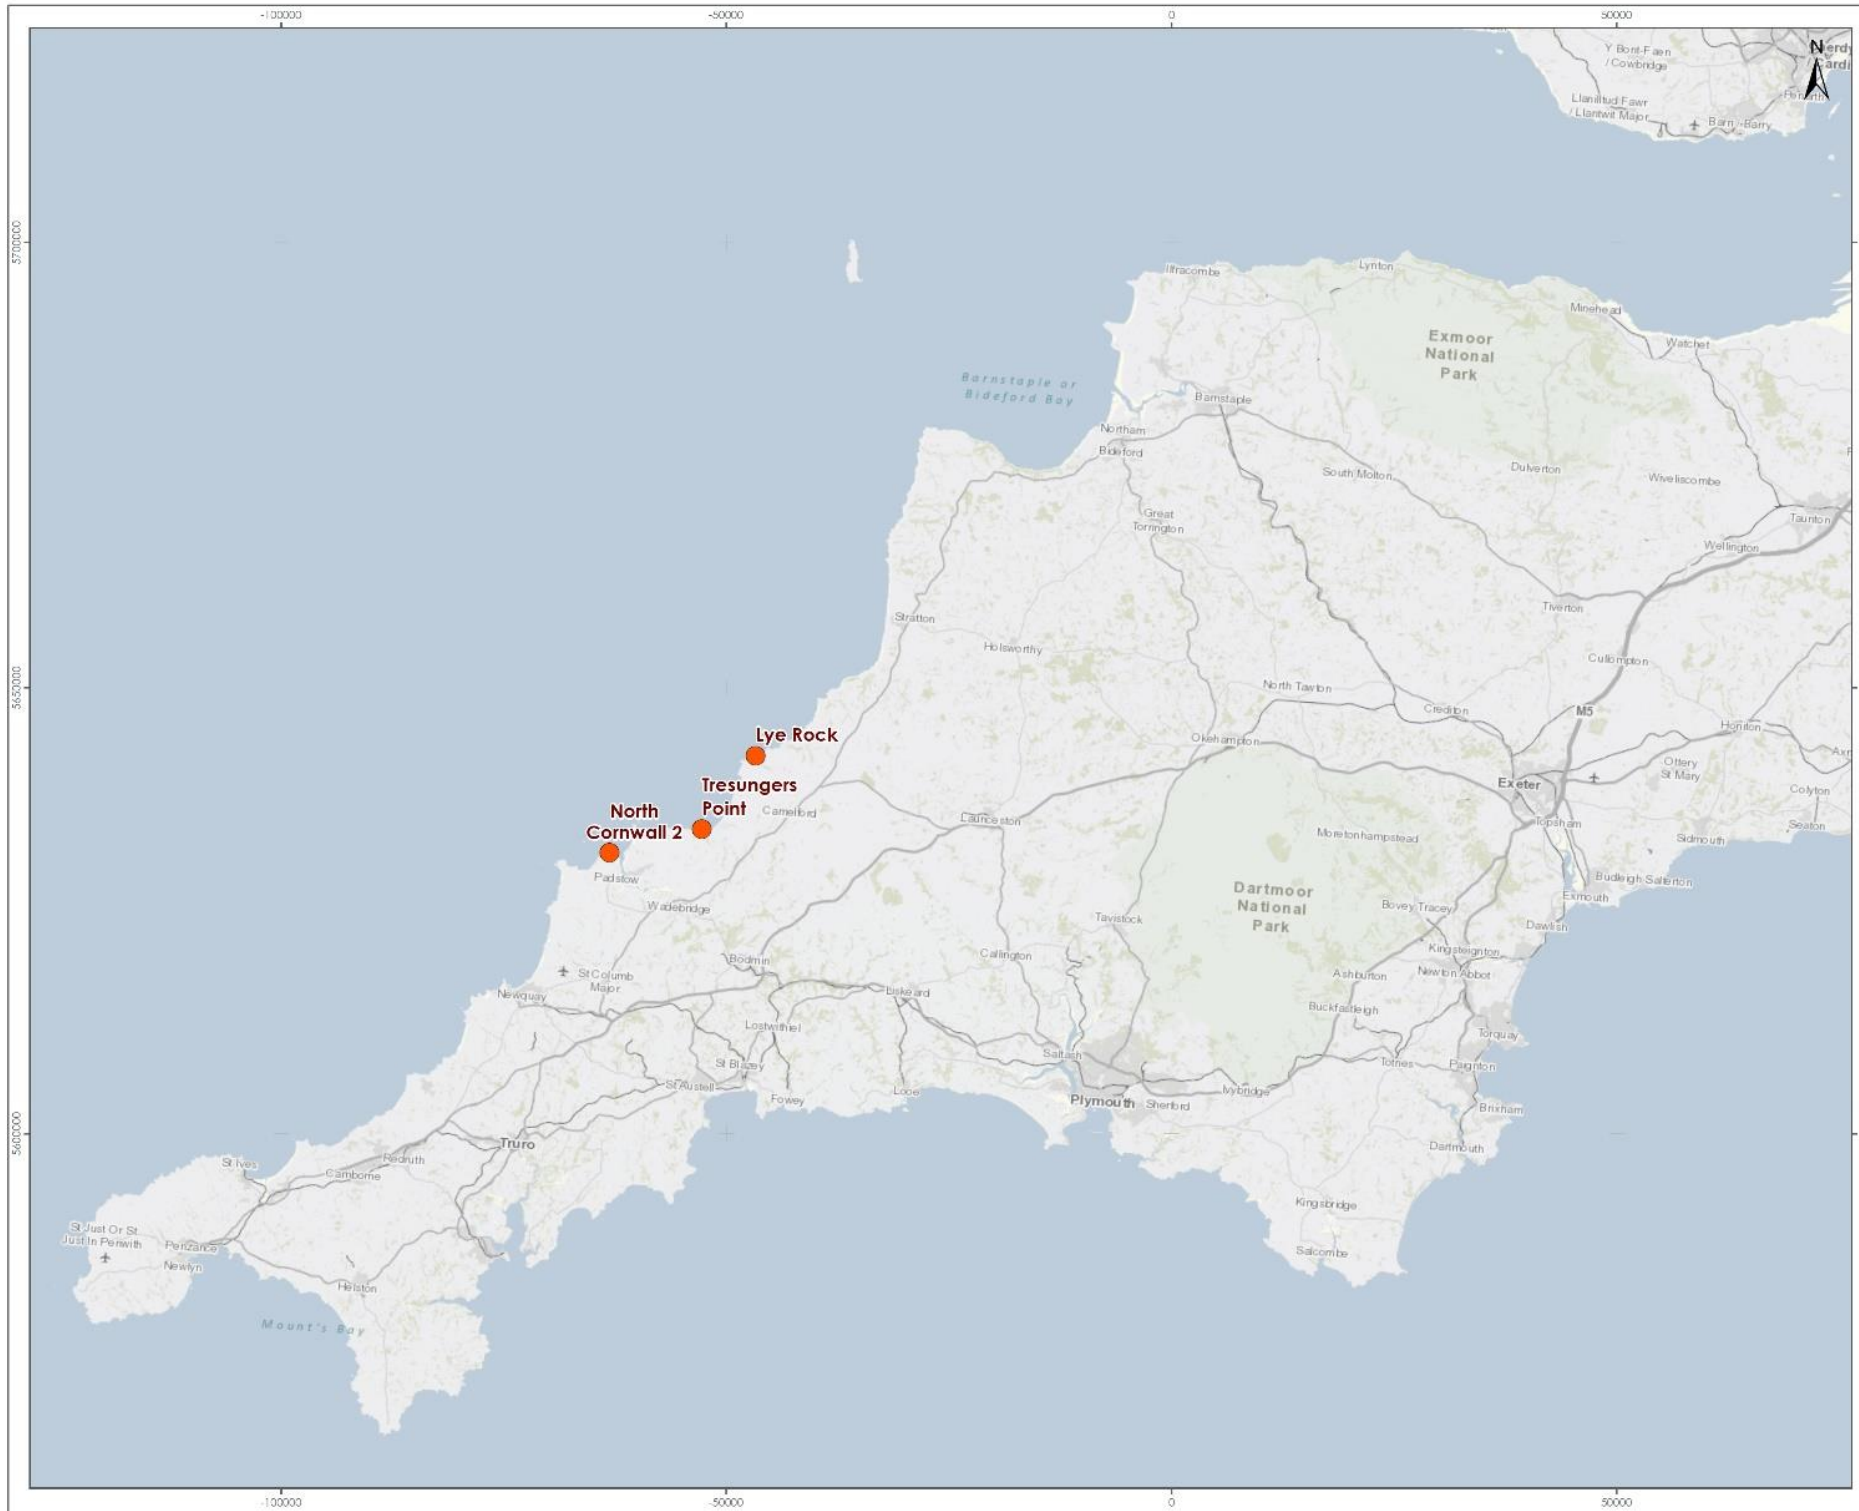 -100000
-50000
0
50000
N
Y Bont-Faen
/ Cowbridge
Llanilltud Fawr
/ Llantwit Major
Barri
Barry
5700000
Ilfracombe
Lynton
Minehead
Watchet
Exmoor
National
Park
Barnstaple or
Bideford Bay
Barnstaple
Northam
Bideford
South Molton
Dulverton
Wiveliscombe
Great
Torrington
Taunton
Wellington
Tiverton
Stratton
Holsworthy
Cullompton
5650000
North Tawton
Crediton
M5
Honiton
Lye Rock
Okehampton
Ottery
St Mary
Exeter
Tresungers
Point
Colyton
North
Cornwall 2
Camelford
Launceston
Topsham
Seaton
Moretonhampstead
Sidmouth
Padstow
Budleigh Salterton
Dartmoor
National
Park
Exmouth
Wadebridge
Bovey Tracey
Tavistock
Dawlish
Kingsteignton
Bodmin
Callington
St Columb
Major
Ashburton
Newton Abbot
Newquay
Liskeard
Buckfastleigh
Lostwithiel
Torquay
Saltash
St Blazey
Totnes
Paignton
St Austell
Looe
Ivybridge
Fowey
Plymouth
Sherford
Brixham
5600000
Truro
Dartmouth
Redruth
St Ives
Camborne
Kingsbridge
St Just Or St
Just In Penwith
Penzance
Salcombe
Newlyn
Helston
Mount's Bay
-100000
-50000
0
50000